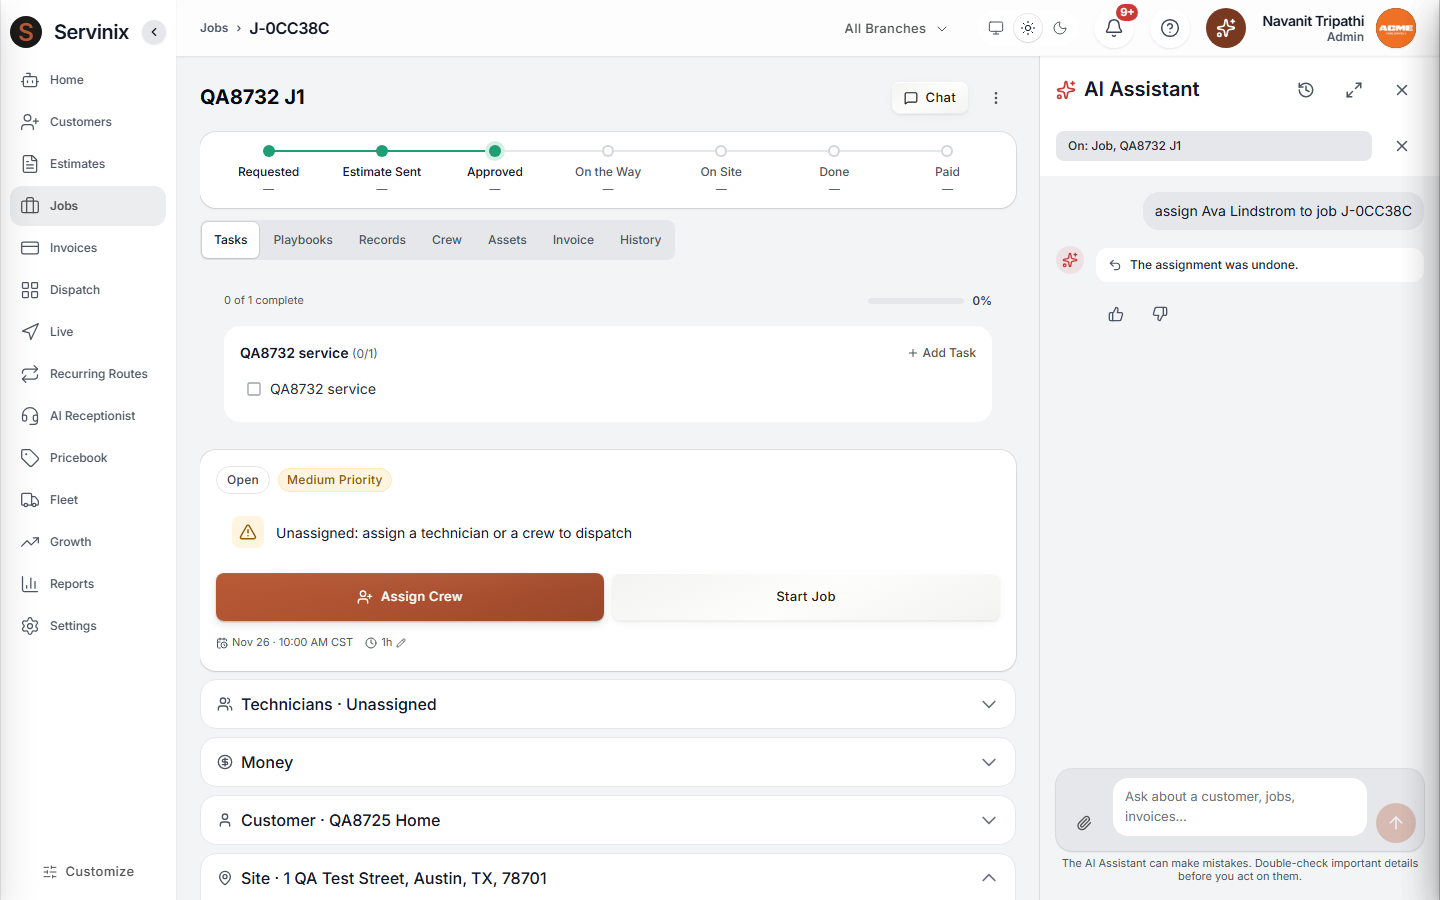 Servinix
Home
Customers
Estimates
Jobs
Invoices
Dispatch
Live
Recurring Routes
AI Receptionist
Pricebook
Fleet
Growth
Reports
Settings
Customize
Jobs › J-0CC38C
All Branches
9+
Navanit Tripathi
Admin
ACME
QA8732 J1
Chat
Requested
—
Estimate Sent
—
Approved
—
On the Way
—
On Site
—
Done
—
Paid
—
Tasks
Playbooks
Records
Crew
Assets
Invoice
History
0 of 1 complete
0%
QA8732 service (0/1)
+ Add Task
QA8732 service
Open
Medium Priority
Unassigned: assign a technician or a crew to dispatch
Assign Crew
Start Job
Nov 26 · 10:00 AM CST
1h
Technicians · Unassigned
Money
Customer · QA8725 Home
Site · 1 QA Test Street, Austin, TX, 78701
AI Assistant
On: Job, QA8732 J1
assign Ava Lindstrom to job J-0CC38C
The assignment was undone.
Ask about a customer, jobs,
invoices...
The AI Assistant can make mistakes. Double-check important details
before you act on them.